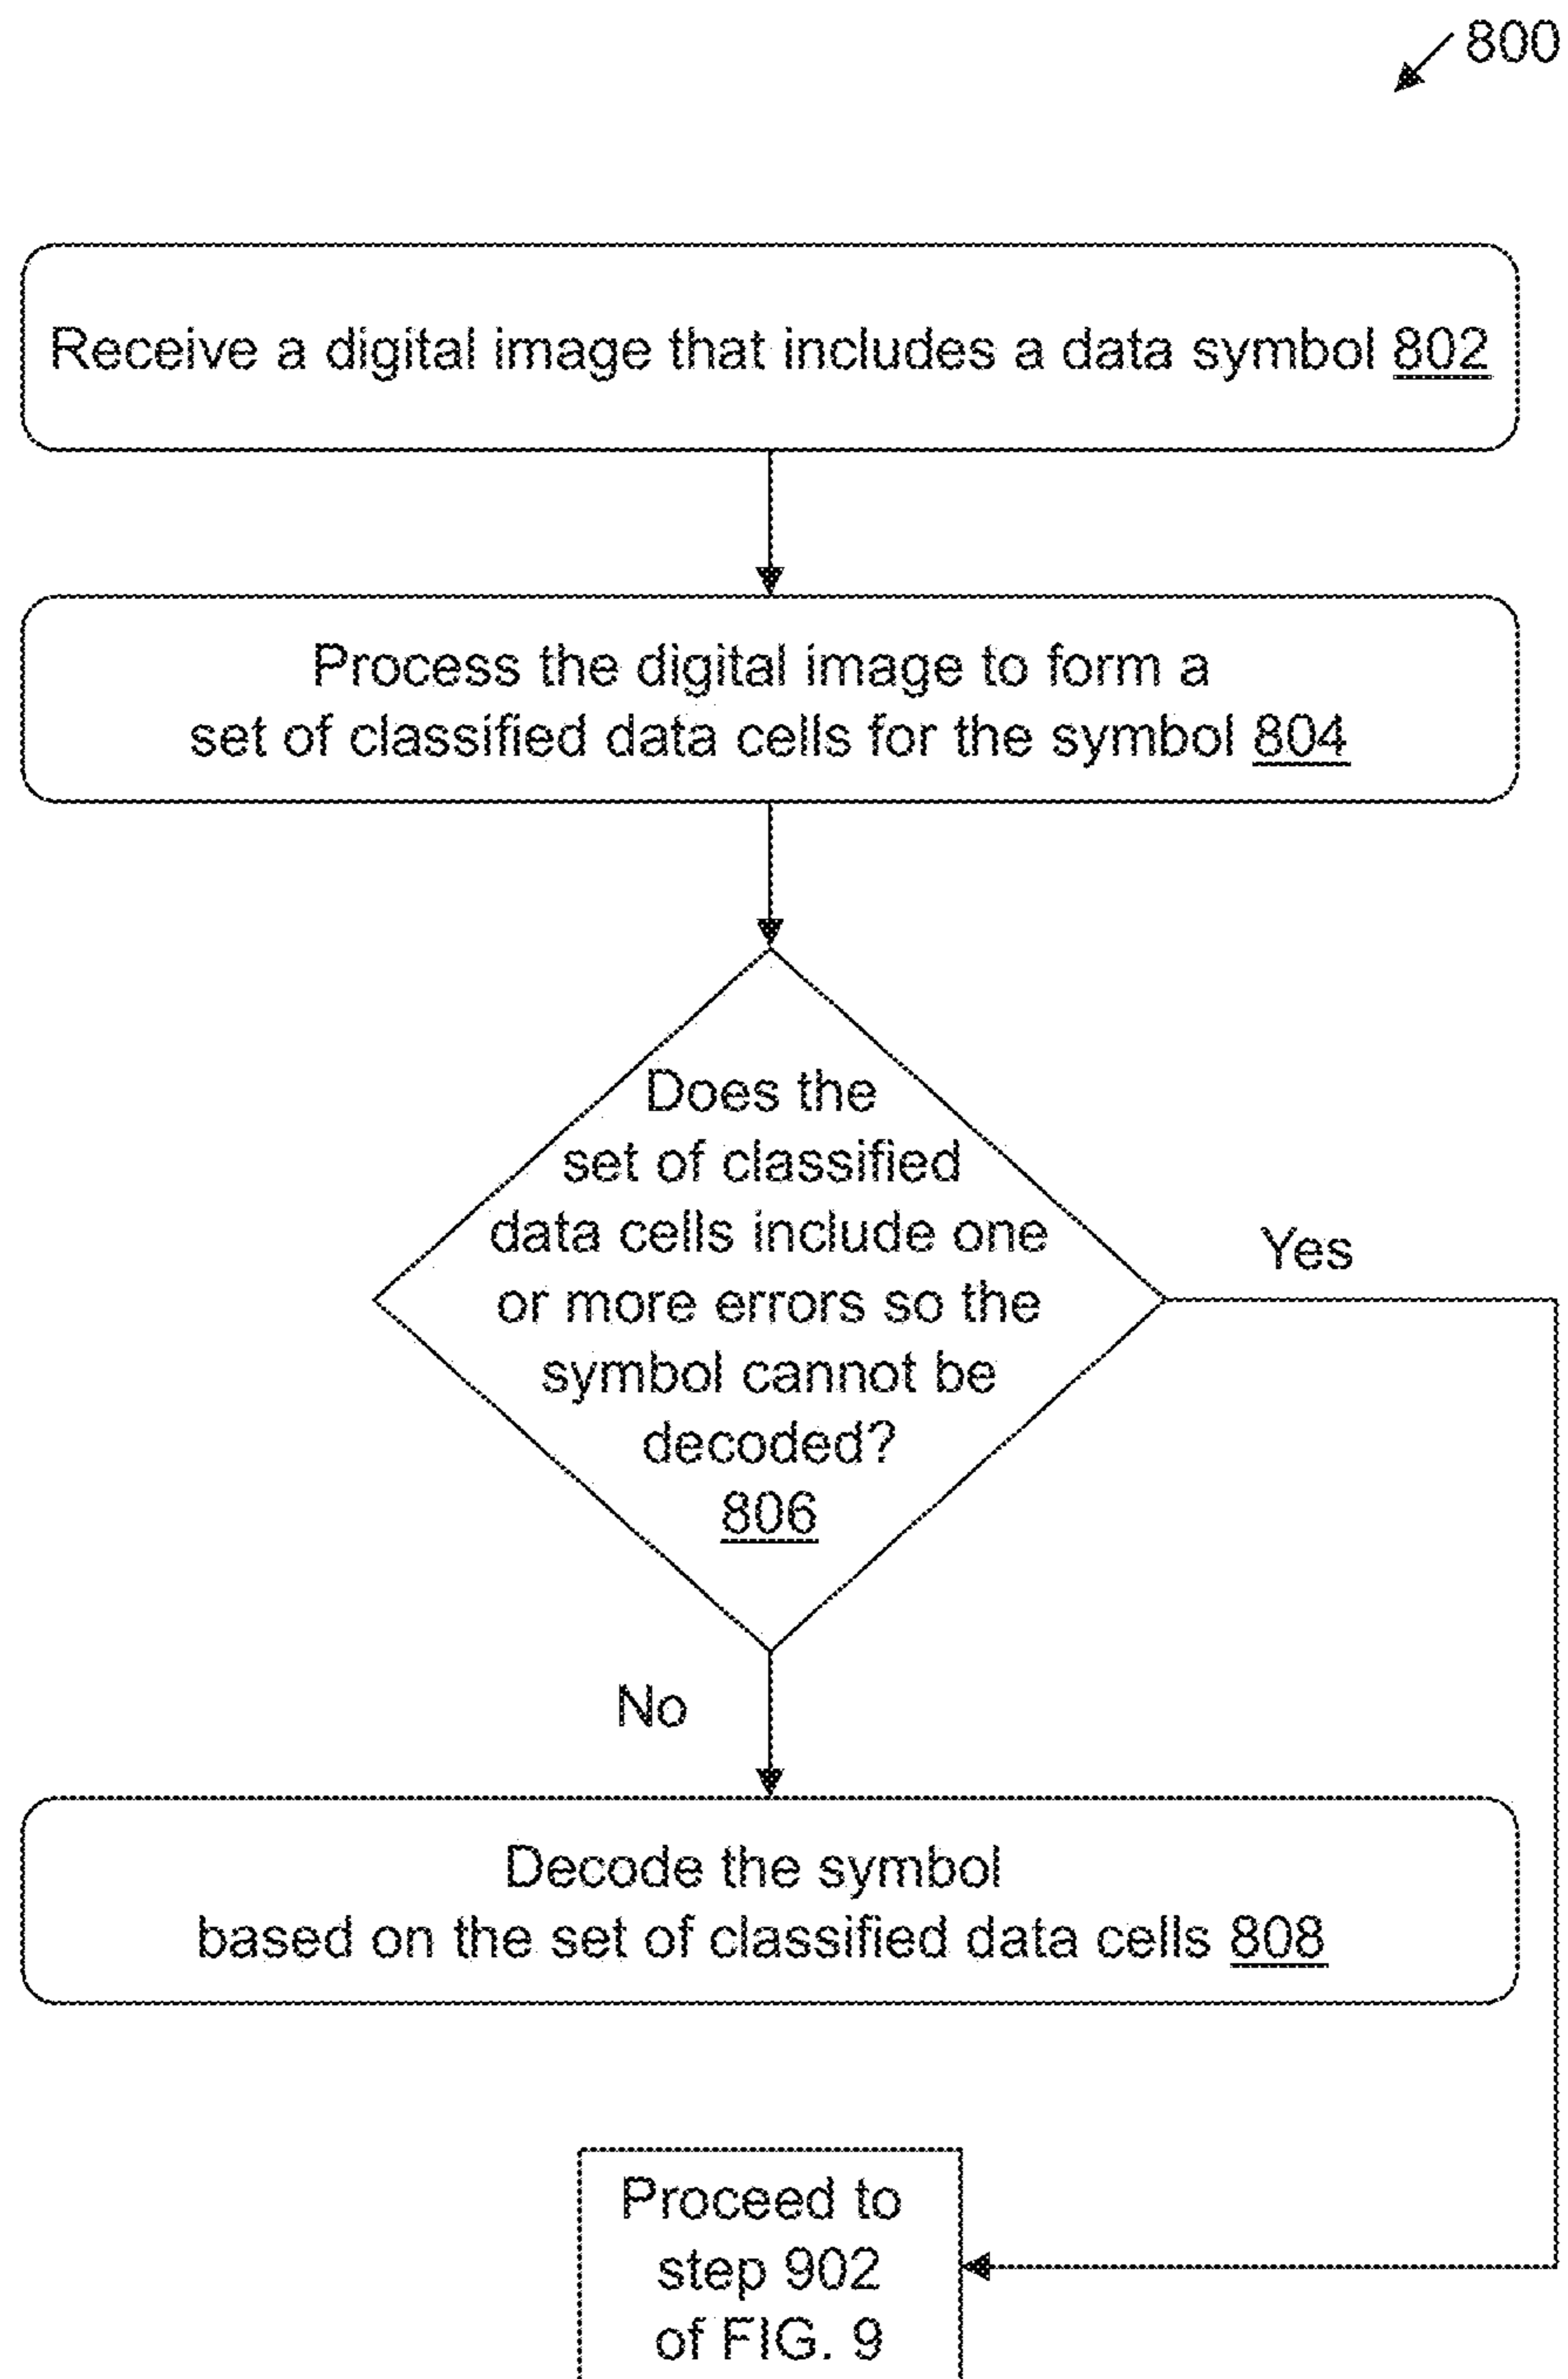 800
Receive a digital image that includes a data symbol 802
Process the digital image to form a
set of classified data cells for the symbol 804
Does the
set of classified
data cells include one
or more errors so the
symbol cannot be
decoded?
806
Yes
No
Decode the symbol
based on the set of classified data cells 808
Proceed to
step 902
of FIG. 9